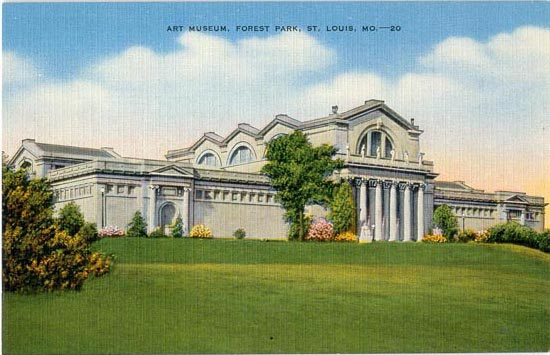 ART MUSEUM, FOREST PARK, ST. LOUIS, MO.—20